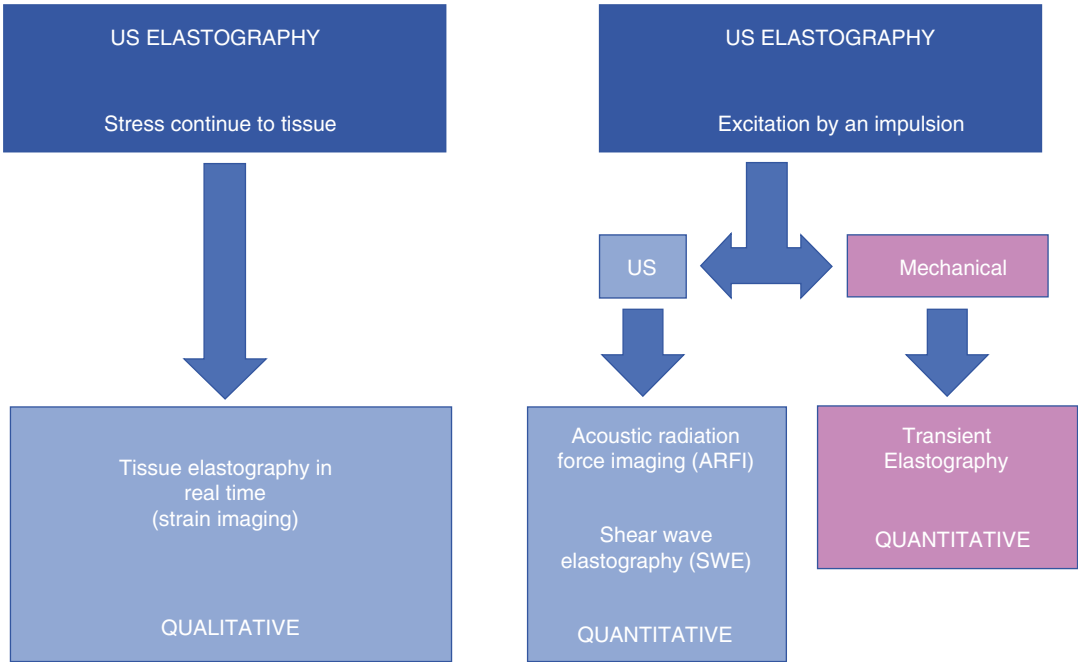 US ELASTOGRAPHY
Stress continue to tissue
Tissue elastography in
real time
(strain imaging)
QUALITATIVE
US ELASTOGRAPHY
Excitation by an impulsion
US
Mechanical
Acoustic radiation
force imaging (ARFI)
Shear wave
elastography (SWE)
QUANTITATIVE
Transient
Elastography
QUANTITATIVE